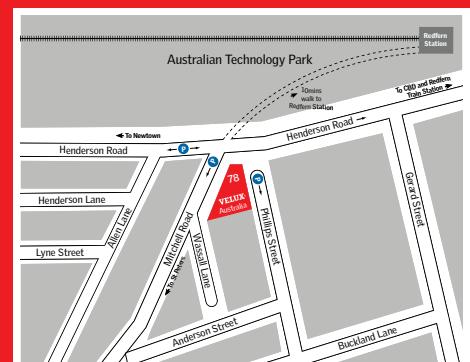 Redfern
Station
Australian Technology Park
10mins
walk to
Redfern Station
To CBD and Redfern
Train Station
To Newtown
Henderson Road
P
Henderson Road
P
78
VELUX
Australia
P
Henderson Lane
Allen Lane
Mitchell Road
Wassall Lane
Phillips Street
Gerard Street
Lyne Street
To St Peters
Anderson Street
Buckland Lane